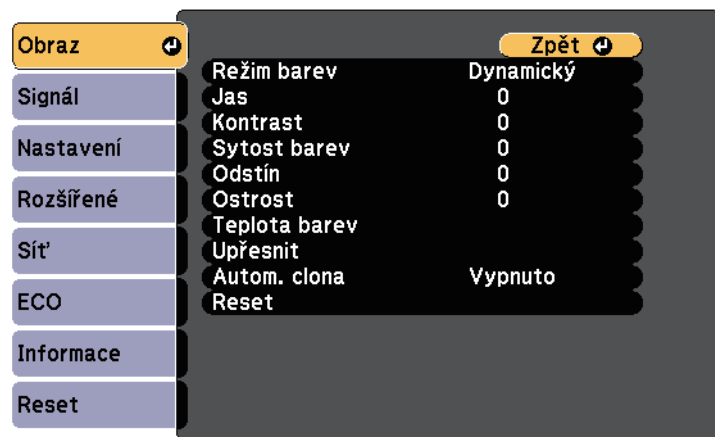 Obraz
Signál
Nastavení
Rozšířené
Síť
ECO
Informace
Reset
Zpět
Režim barev Dynamický
Jas 0
Kontrast 0
Sytost barev 0
Odstín 0
Ostrost 0
Teplota barev
Upřesnit
Autom. clona Vypnuto
Reset